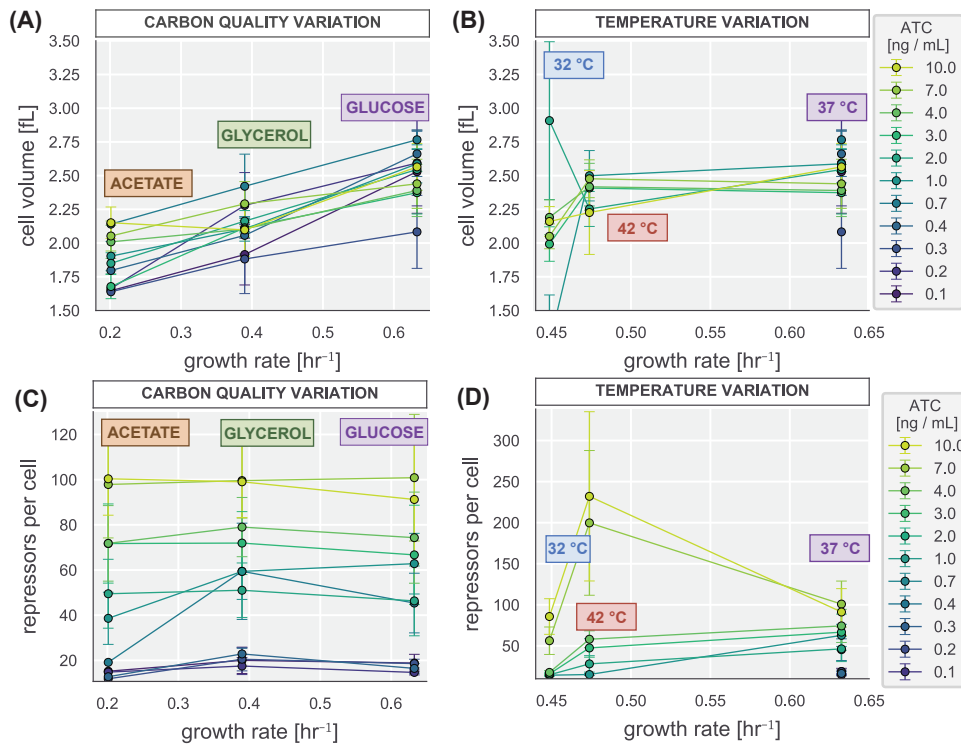 (A)
CARBON QUALITY VARIATION
cell volume [fL]
3.50
3.25
3.00
2.75
2.50
2.25
2.00
1.75
1.50
ACETATE
GLYCEROL
GLUCOSE
0.2 0.3 0.4 0.5 0.6
growth rate [hr⁻¹]
(B)
TEMPERATURE VARIATION
cell volume [fL]
3.50
3.25
3.00
2.75
2.50
2.25
2.00
1.75
1.50
32 °C
37 °C
42 °C
0.45 0.50 0.55 0.60 0.65
growth rate [hr⁻¹]
ATC
[ng / mL]
10.0
7.0
4.0
3.0
2.0
1.0
0.7
0.4
0.3
0.2
0.1
(C)
CARBON QUALITY VARIATION
repressors per cell
120
100
80
60
40
20
ACETATE
GLYCEROL
GLUCOSE
0.2 0.3 0.4 0.5 0.6
growth rate [hr⁻¹]
(D)
TEMPERATURE VARIATION
repressors per cell
300
250
200
150
100
50
32 °C
37 °C
42 °C
0.45 0.50 0.55 0.60 0.65
growth rate [hr⁻¹]
ATC
[ng / mL]
10.0
7.0
4.0
3.0
2.0
1.0
0.7
0.4
0.3
0.2
0.1